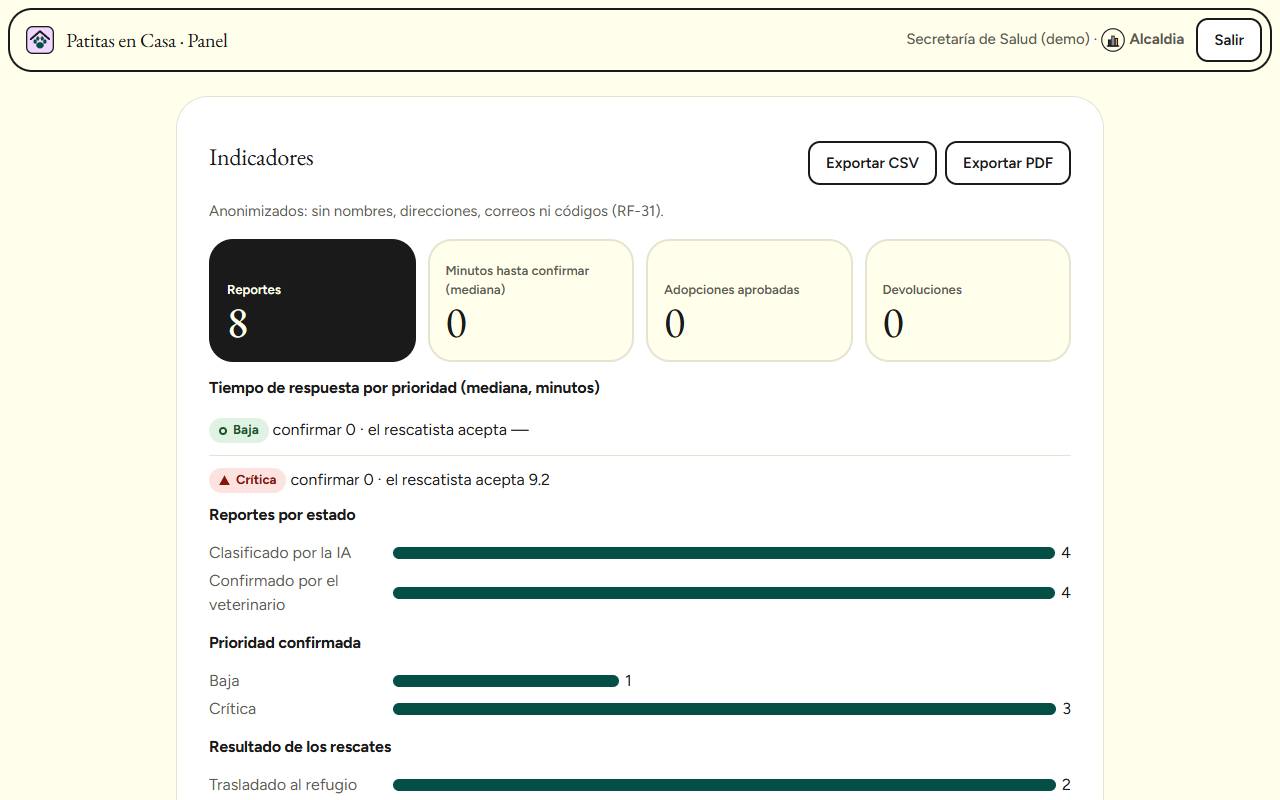 Patitas en Casa · Panel
Secretaría de Salud (demo) · Alcaldia
Salir
Indicadores
Exportar CSV
Exportar PDF
Anonimizados: sin nombres, direcciones, correos ni códigos (RF-31).
Reportes
8
Minutos hasta confirmar
(mediana)
0
Adopciones aprobadas
0
Devoluciones
0
Tiempo de respuesta por prioridad (mediana, minutos)
Baja confirmar 0 · el rescatista acepta —
Crítica confirmar 0 · el rescatista acepta 9.2
Reportes por estado
Clasificado por la IA 4
Confirmado por el
veterinario 4
Prioridad confirmada
Baja 1
Crítica 3
Resultado de los rescates
Trasladado al refugio 2